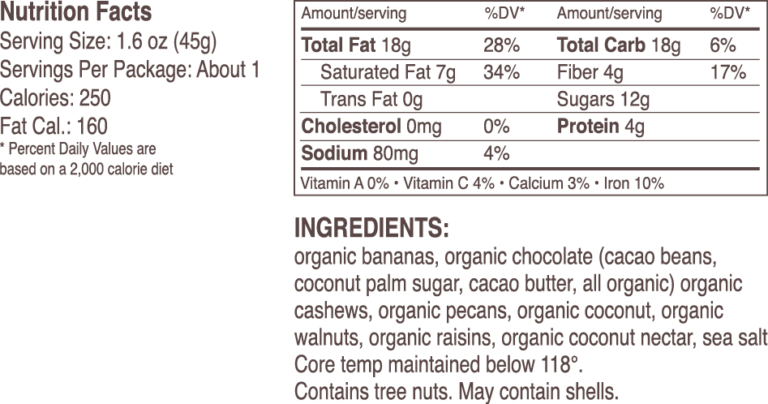 Nutrition Facts
Serving Size: 1.6 oz (45g)
Servings Per Package: About 1
Calories: 250
Fat Cal.: 160
* Percent Daily Values are
based on a 2,000 calorie diet
Amount/serving %DV* Amount/serving %DV*
Total Fat 18g 28% Total Carb 18g 6%
Saturated Fat 7g 34% Fiber 4g 17%
Trans Fat 0g Sugars 12g
Cholesterol 0mg 0% Protein 4g
Sodium 80mg 4%
Vitamin A 0% • Vitamin C 4% • Calcium 3% • Iron 10%
INGREDIENTS:
organic bananas, organic chocolate (cacao beans,
coconut palm sugar, cacao butter, all organic) organic
cashews, organic pecans, organic coconut, organic
walnuts, organic raisins, organic coconut nectar, sea salt
Core temp maintained below 118°.
Contains tree nuts. May contain shells.